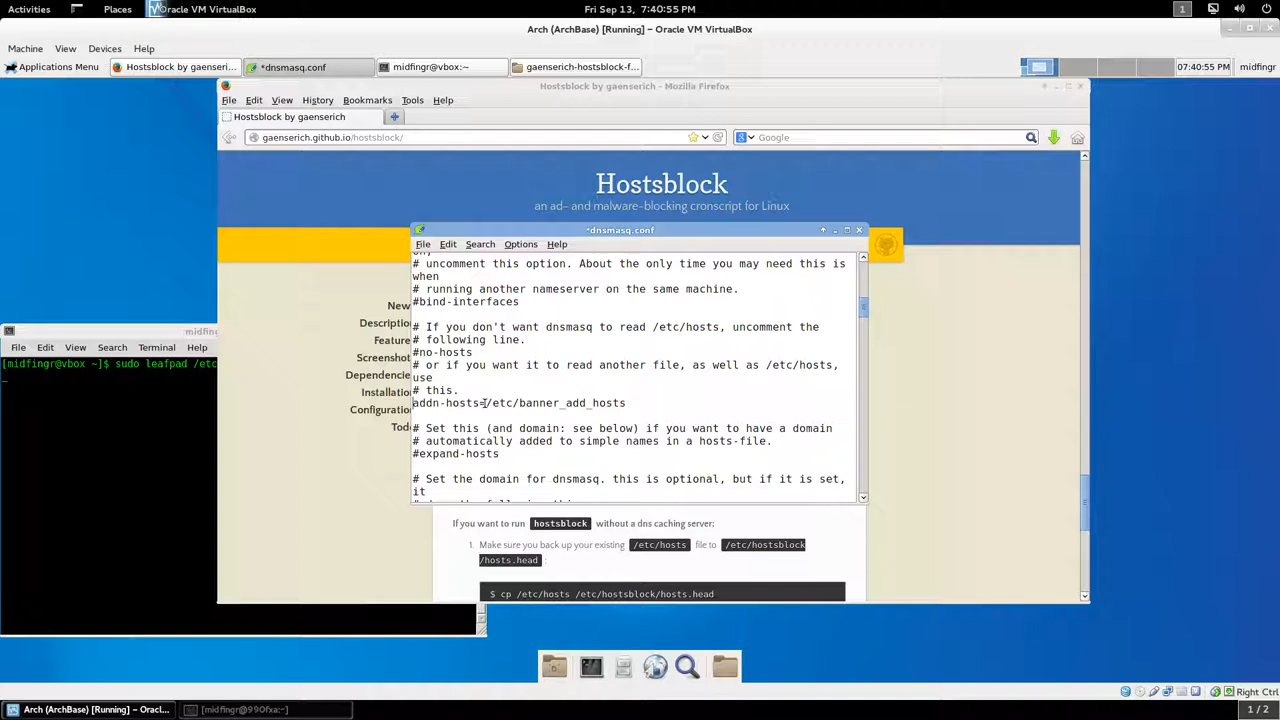 Activities
Places
Oracle VM VirtualBox
Fri Sep 13, 7:40:55 PM
1
Arch (ArchBase) [Running] – Oracle VM VirtualBox
Machine View Devices Help
Applications Menu
Hostsblock by gaenseri...
*dnsmasq.conf
midfingr@vbox:~
gaenserich-hostsblock-f...
07:40:55 PM
midfingr
Hostsblock by gaenserich - Mozilla Firefox
File Edit View History Bookmarks Tools Help
Hostsblock by gaenserich
gaenserich.github.io/hostsblock/
Google
Hostsblock
an ad- and malware-blocking cronscript for Linux
*dnsmasq.conf
File Edit Search Options Help
# uncomment this option. About the only time you may need this is
when
# running another nameserver on the same machine.
#bind-interfaces
# If you don't want dnsmasq to read /etc/hosts, uncomment the
# following line.
#no-hosts
# or if you want it to read another file, as well as /etc/hosts,
use
# this.
addn-hosts=/etc/banner_add_hosts
# Set this (and domain: see below) if you want to have a domain
# automatically added to simple names in a hosts-file.
#expand-hosts
# Set the domain for dnsmasq. this is optional, but if it is set,
it
New
Descriptio
Feature
Screenshot
Dependencie
Installatio
Configuratio
Tod
midfingr
File Edit View Search Terminal Help
[midfingr@vbox ~]$ sudo leafpad /etc
If you want to run hostsblock without a dns caching server:
1. Make sure you back up your existing /etc/hosts file to /etc/hostsblock
/hosts.head :
$ cp /etc/hosts /etc/hostsblock/hosts.head
Right Ctrl
Arch (ArchBase) [Running] – Oracl...
[midfingr@990fxa:~]
1 / 2